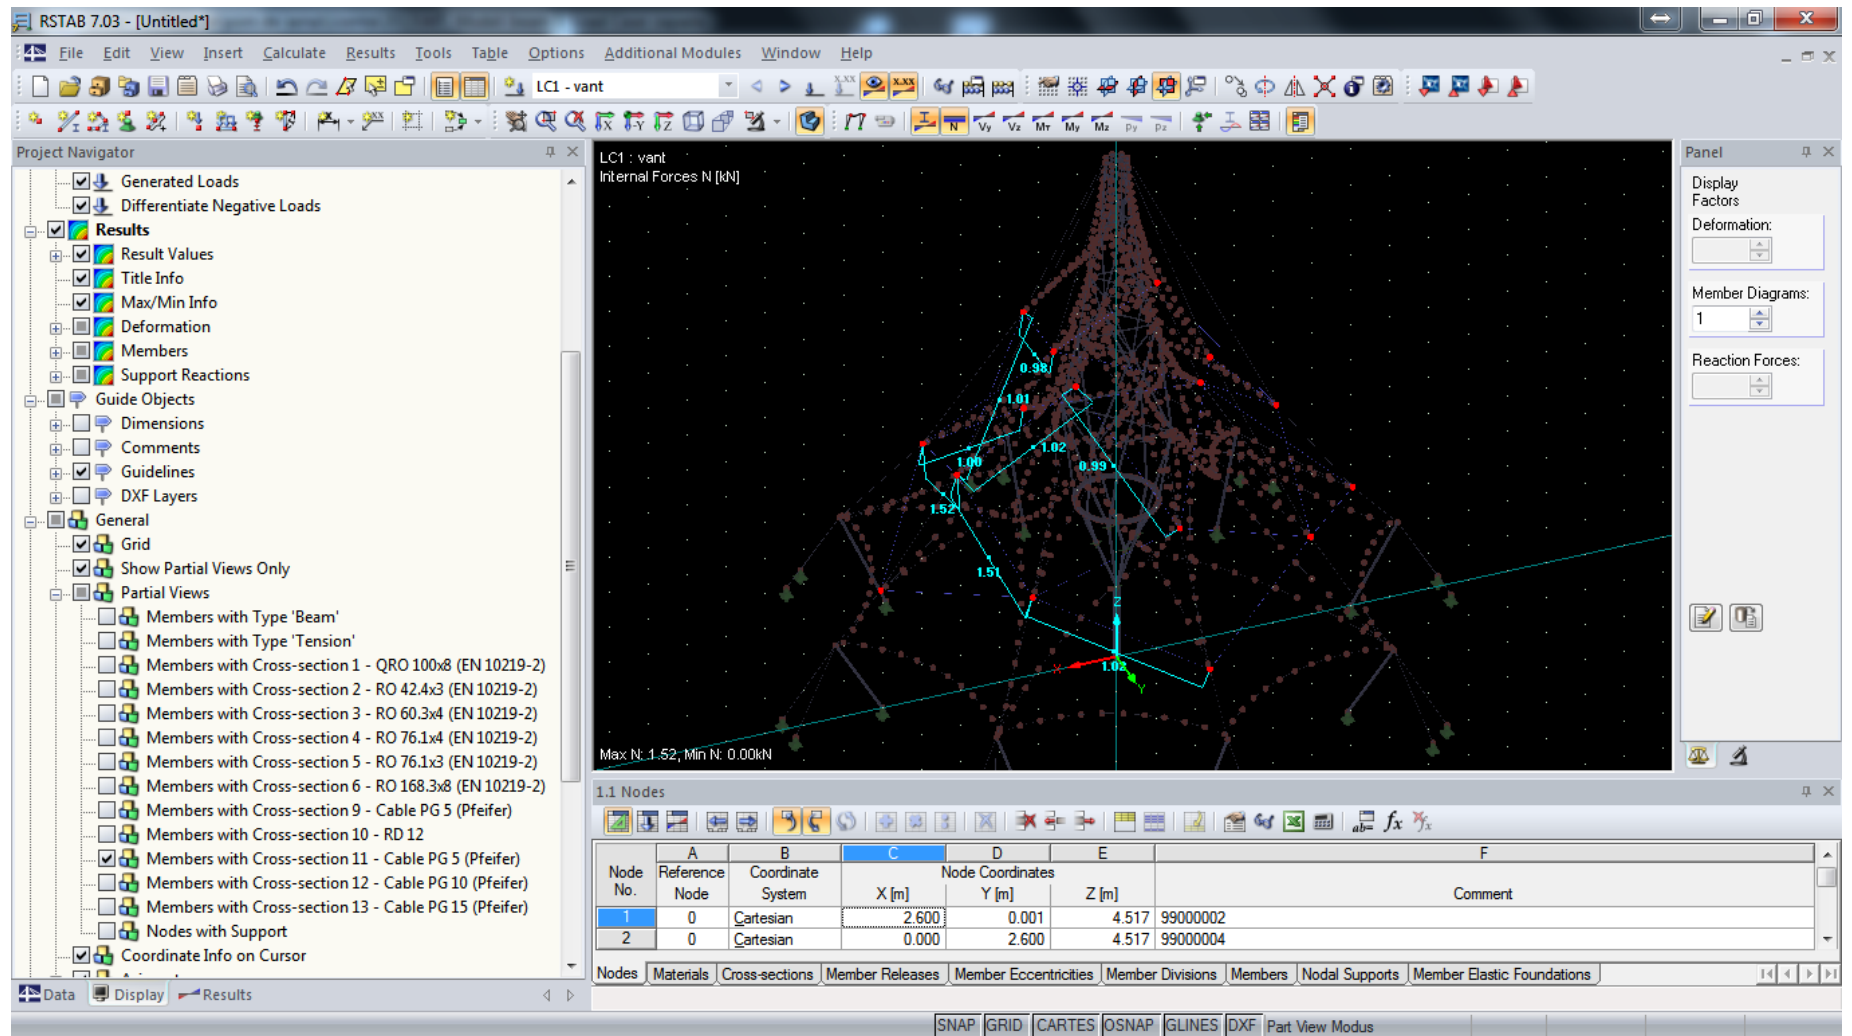 RSTAB 7.03 - [Untitled*]
File Edit View Insert Calculate Results Tools Table Options Additional Modules Window Help
LC1 - vant
Vy Vz MT My Mz py pz
Project Navigator
Generated Loads
Differentiate Negative Loads
Results
Result Values
Title Info
Max/Min Info
Deformation
Members
Support Reactions
Guide Objects
Dimensions
Comments
Guidelines
DXF Layers
General
Grid
Show Partial Views Only
Partial Views
Members with Type 'Beam'
Members with Type 'Tension'
Members with Cross-section 1 - QRO 100x8 (EN 10219-2)
Members with Cross-section 2 - RO 42.4x3 (EN 10219-2)
Members with Cross-section 3 - RO 60.3x4 (EN 10219-2)
Members with Cross-section 4 - RO 76.1x4 (EN 10219-2)
Members with Cross-section 5 - RO 76.1x3 (EN 10219-2)
Members with Cross-section 6 - RO 168.3x8 (EN 10219-2)
Members with Cross-section 9 - Cable PG 5 (Pfeifer)
Members with Cross-section 10 - RD 12
Members with Cross-section 11 - Cable PG 5 (Pfeifer)
Members with Cross-section 12 - Cable PG 10 (Pfeifer)
Members with Cross-section 13 - Cable PG 15 (Pfeifer)
Nodes with Support
Coordinate Info on Cursor
Data Display Results
LC1 : vant
Internal Forces N [kN]
0.98
1.01
1.02
1.00
0.99
1.52
1.51
Z
1.02
X
Y
Max N: 1.52, Min N: 0.00kN
Panel
Display
Factors
Deformation:
Member Diagrams:
1
Reaction Forces:
1.1 Nodes
A B C D E F
Node Reference Coordinate Node Coordinates
No. Node System X [m] Y [m] Z [m] Comment
1 0 Cartesian 2.600 0.001 4.517 99000002
2 0 Cartesian 0.000 2.600 4.517 99000004
Nodes Materials Cross-sections Member Releases Member Eccentricities Member Divisions Members Nodal Supports Member Elastic Foundations
SNAP GRID CARTES OSNAP GLINES DXF Part View Modus